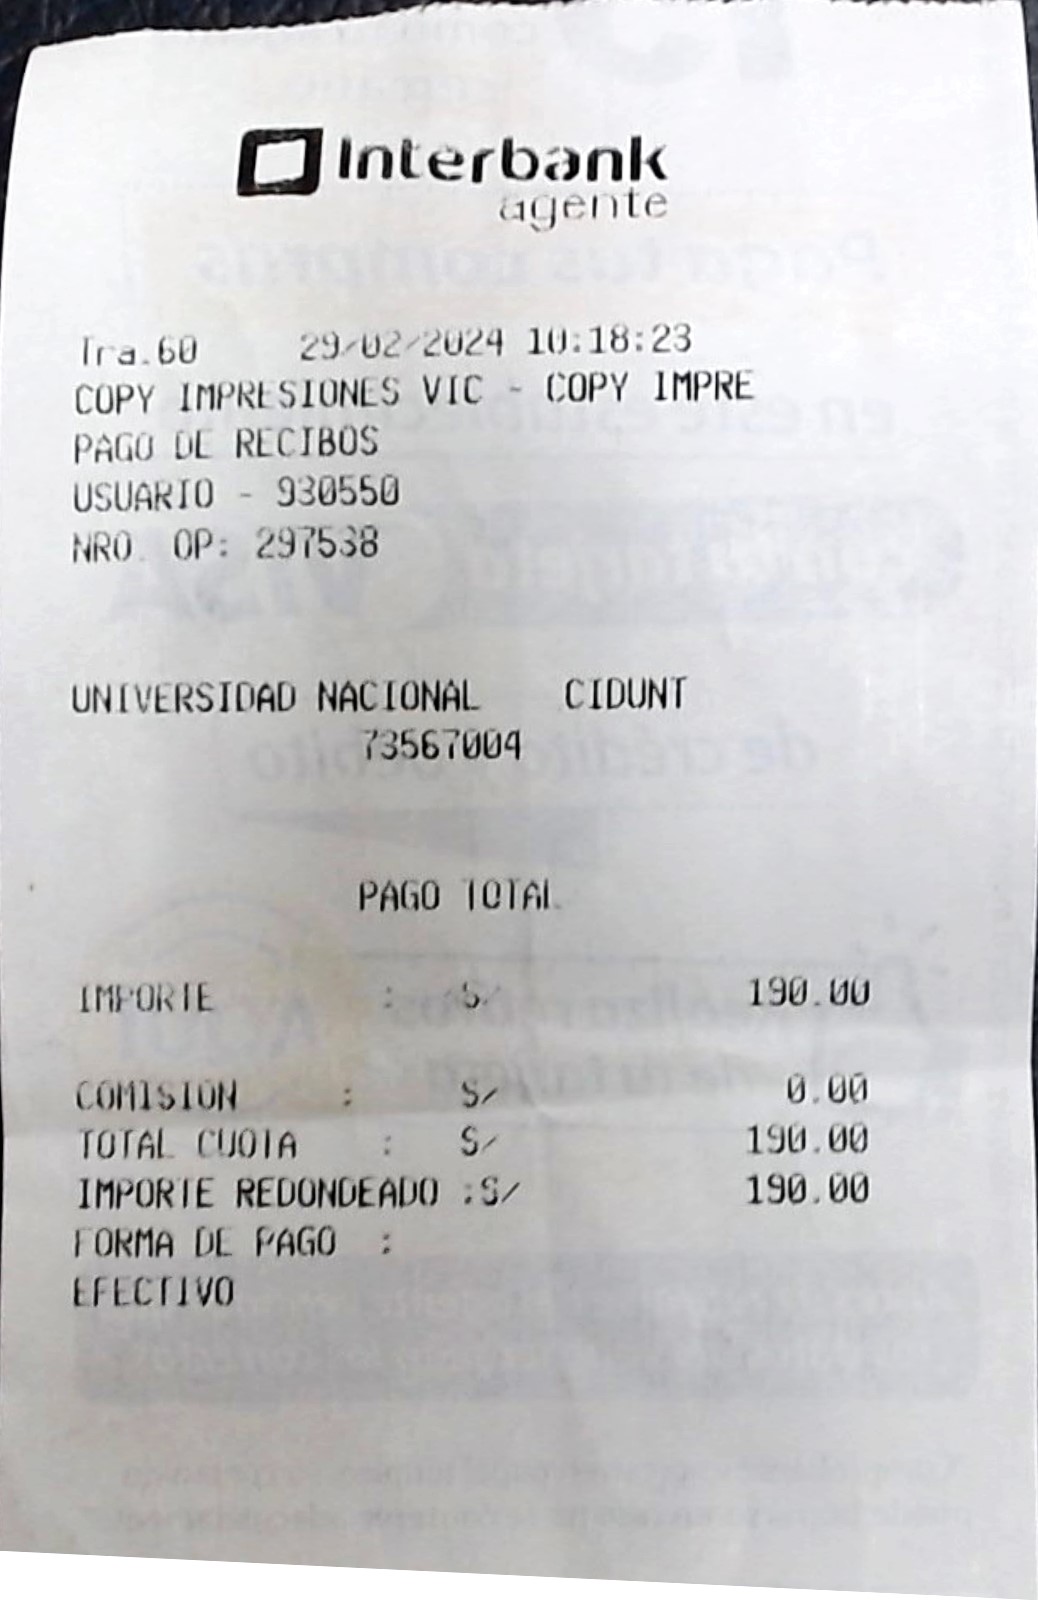 Interbank
agente
Tra.60 29/02/2024 10:18:23
COPY IMPRESIONES VIC - COPY IMPRE
PAGO DE RECIBOS
USUARIO - 930550
NRO. OP: 297538
UNIVERSIDAD NACIONAL CIDUNT
73567004
PAGO TOTAL
IMPORTE : S/ 190.00
COMISION : S/ 0.00
TOTAL CUOTA : S/ 190.00
IMPORTE REDONDEADO :S/ 190.00
FORMA DE PAGO :
EFECTIVO